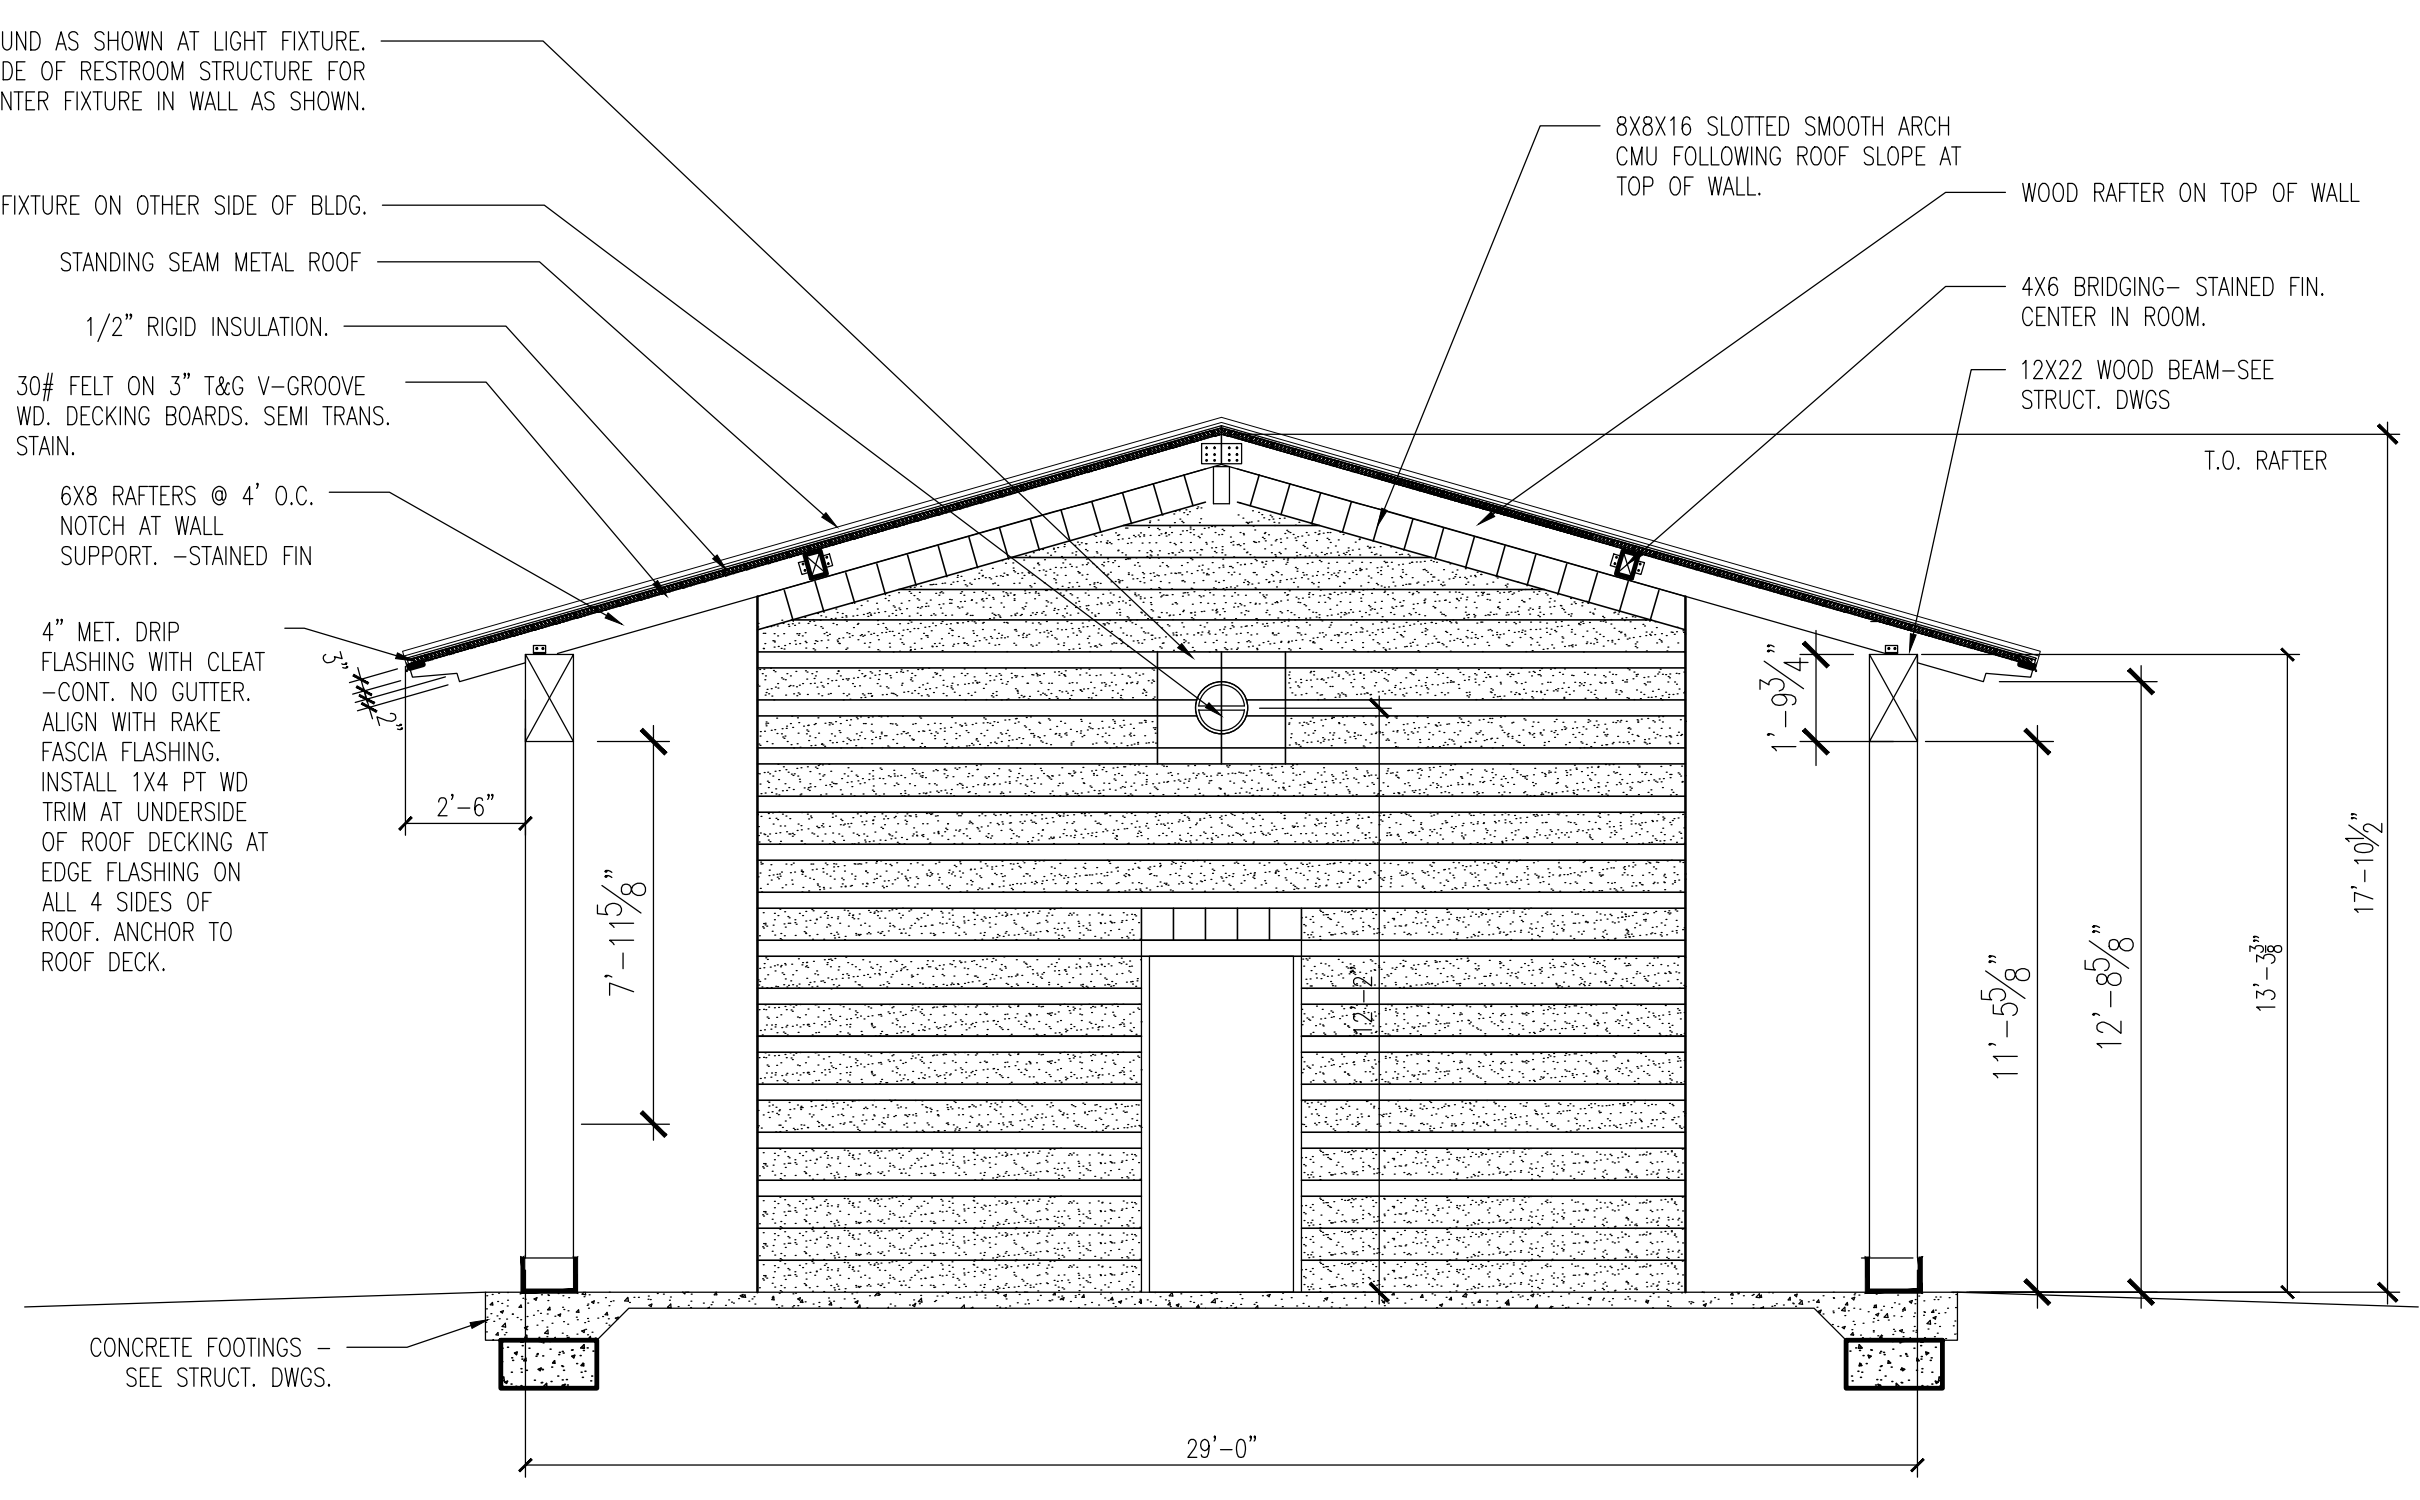 UND AS SHOWN AT LIGHT FIXTURE.
DE OF RESTROOM STRUCTURE FOR
NTER FIXTURE IN WALL AS SHOWN.
FIXTURE ON OTHER SIDE OF BLDG.
STANDING SEAM METAL ROOF
1/2" RIGID INSULATION.
30# FELT ON 3" T&G V-GROOVE
WD. DECKING BOARDS. SEMI TRANS.
STAIN.
6X8 RAFTERS @ 4' O.C.
NOTCH AT WALL
SUPPORT. -STAINED FIN
4" MET. DRIP
FLASHING WITH CLEAT
-CONT. NO GUTTER.
ALIGN WITH RAKE
FASCIA FLASHING.
INSTALL 1X4 PT WD
TRIM AT UNDERSIDE
OF ROOF DECKING AT
EDGE FLASHING ON
ALL 4 SIDES OF
ROOF. ANCHOR TO
ROOF DECK.
3"
2"
2'-6"
7'-11 5/8"
CONCRETE FOOTINGS -
SEE STRUCT. DWGS.
29'-0"
12'-2"
8X8X16 SLOTTED SMOOTH ARCH
CMU FOLLOWING ROOF SLOPE AT
TOP OF WALL.
WOOD RAFTER ON TOP OF WALL
4X6 BRIDGING- STAINED FIN.
CENTER IN ROOM.
12X22 WOOD BEAM-SEE
STRUCT. DWGS
T.O. RAFTER
1'-9 3/4"
11'-5 5/8"
12'-8 5/8"
13'-3 3/8"
17'-10 1/2"